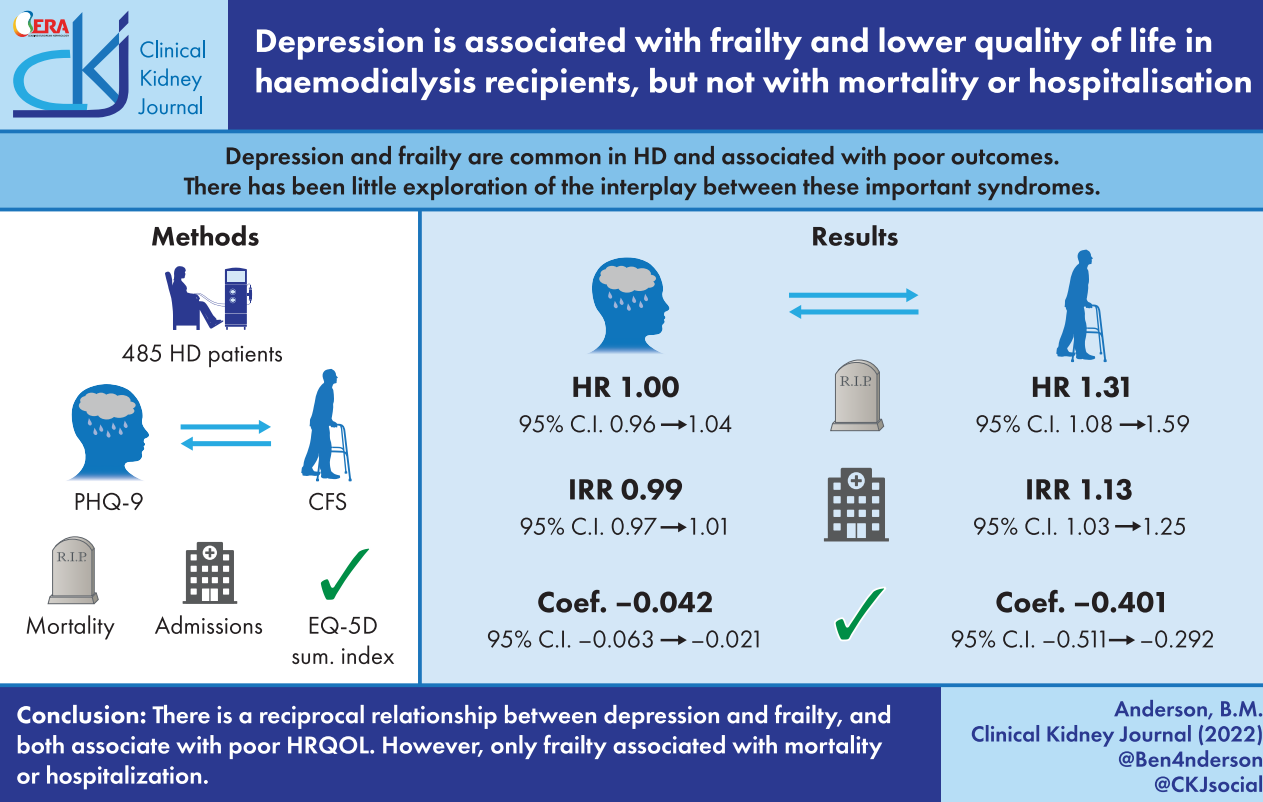 ERA
ckj
Clinical
Kidney
Journal
Depression is associated with frailty and lower quality of life in
haemodialysis recipients, but not with mortality or hospitalisation
Depression and frailty are common in HD and associated with poor outcomes.
There has been little exploration of the interplay between these important syndromes.
Methods
485 HD patients
PHQ-9
CFS
R.I.P.
Mortality
Admissions
EQ-5D
sum. index
Results
HR 1.00
95% C.I. 0.96 → 1.04
R.I.P.
HR 1.31
95% C.I. 1.08 → 1.59
IRR 0.99
95% C.I. 0.97 → 1.01
IRR 1.13
95% C.I. 1.03 → 1.25
Coef. –0.042
95% C.I. –0.063 → –0.021
Coef. –0.401
95% C.I. –0.511 → –0.292
Conclusion: There is a reciprocal relationship between depression and frailty, and
both associate with poor HRQOL. However, only frailty associated with mortality
or hospitalization.
Anderson, B.M.
Clinical Kidney Journal (2022)
@Ben4nderson
@CKJsocial